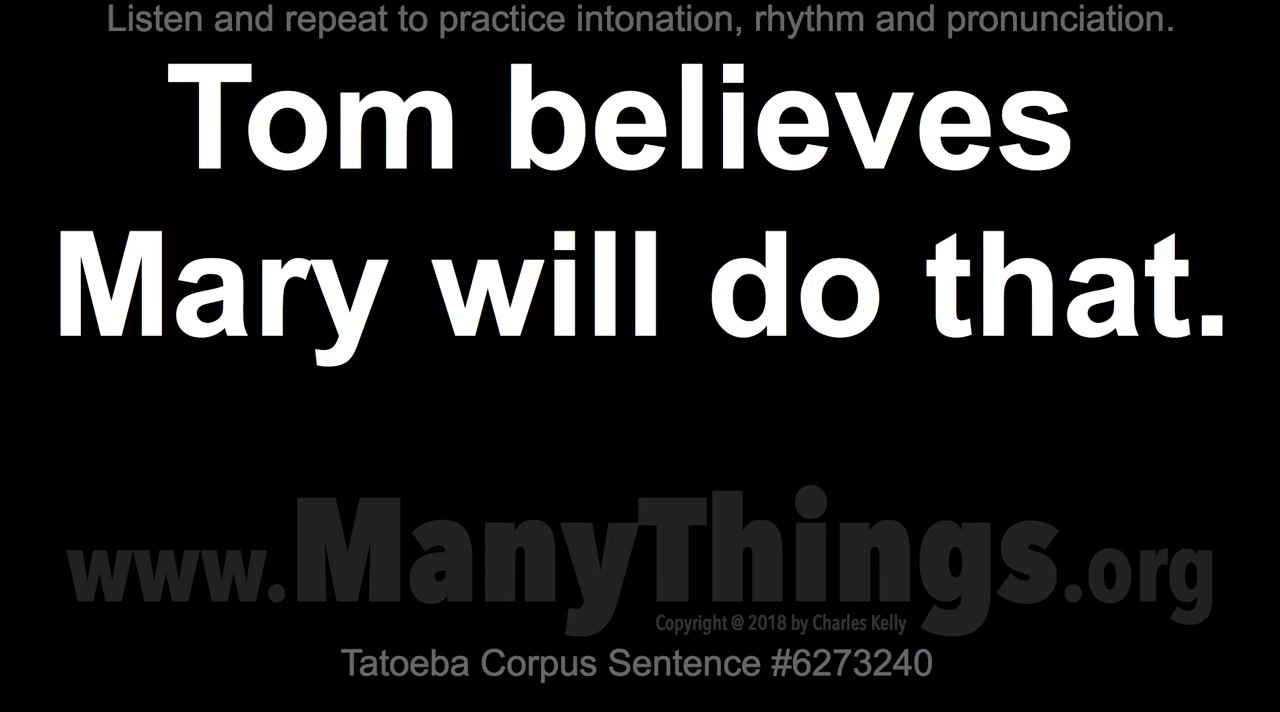 Listen and repeat to practice intonation, rhythm and pronunciation.
Tom believes
Mary will do that.
www.ManyThings.org
Copyright @ 2018 by Charles Kelly
Tatoeba Corpus Sentence #6273240